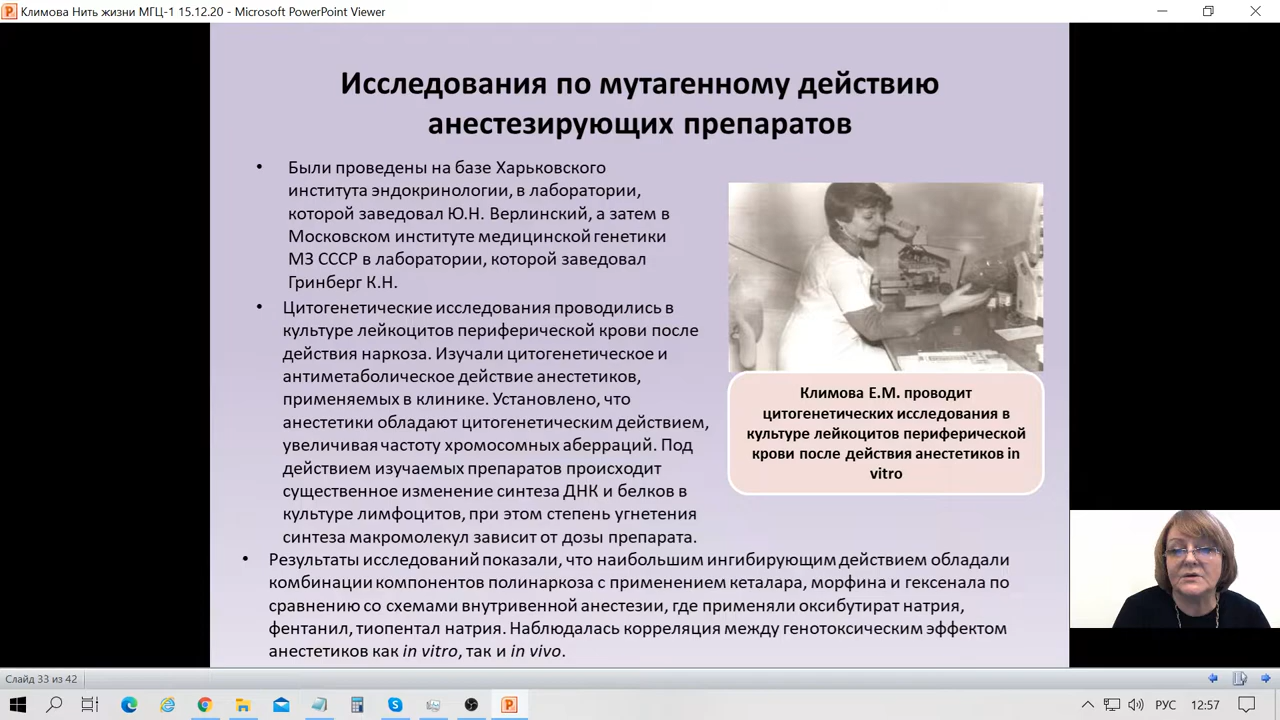 Климова Нить жизни МГЦ-1 15.12.20 - Microsoft PowerPoint Viewer
Исследования по мутагенному действию
анестезирующих препаратов
• Были проведены на базе Харьковского
института эндокринологии, в лаборатории,
которой заведовал Ю.Н. Верлинский, а затем в
Московском институте медицинской генетики
МЗ СССР в лаборатории, которой заведовал
Гринберг К.Н.
• Цитогенетические исследования проводились в
культуре лейкоцитов периферической крови после
действия наркоза. Изучали цитогенетическое и
антиметаболическое действие анестетиков,
применяемых в клинике. Установлено, что
анестетики обладают цитогенетическим действием,
увеличивая частоту хромосомных аберраций. Под
действием изучаемых препаратов происходит
существенное изменение синтеза ДНК и белков в
культуре лимфоцитов, при этом степень угнетения
синтеза макромолекул зависит от дозы препарата.
Климова Е.М. проводит
цитогенетических исследования в
культуре лейкоцитов периферической
крови после действия анестетиков in
vitro
• Результаты исследований показали, что наибольшим ингибирующим действием обладали
комбинации компонентов полинаркоза с применением кеталара, морфина и гексенала по
сравнению со схемами внутривенной анестезии, где применяли оксибутират натрия,
фентанил, тиопентал натрия. Наблюдалась корреляция между генотоксическим эффектом
анестетиков как in vitro, так и in vivo.
Слайд 33 из 42
РУС
12:57